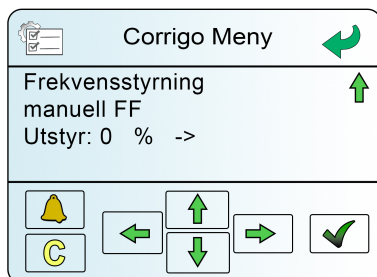 Corrigo Meny
Frekvensstyrning
manuell FF
Utstyr: 0 % ->
C